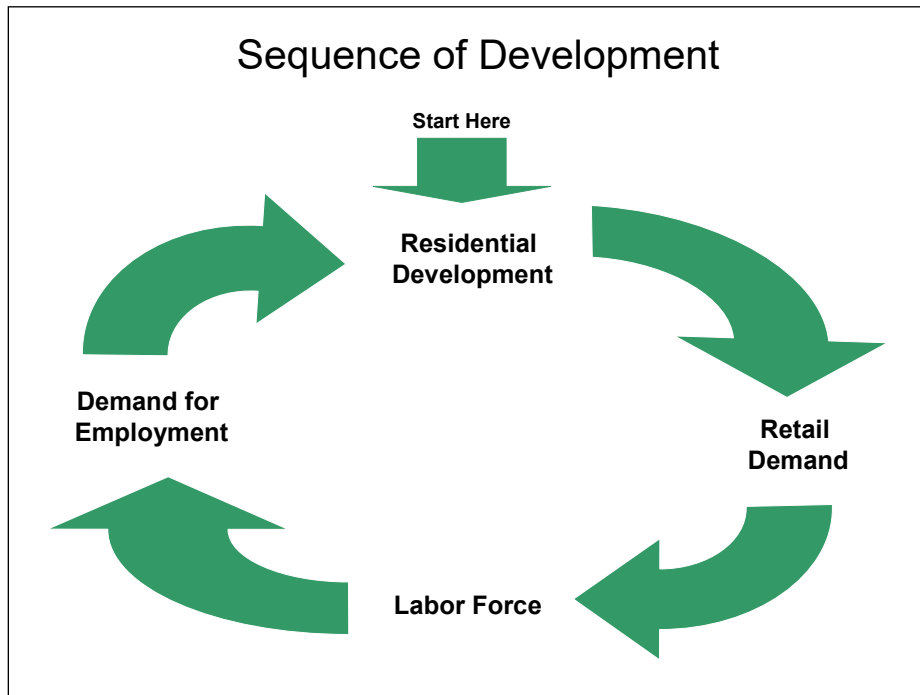 Sequence of Development
Start Here
Residential
Development
Retail
Demand
Labor Force
Demand for
Employment